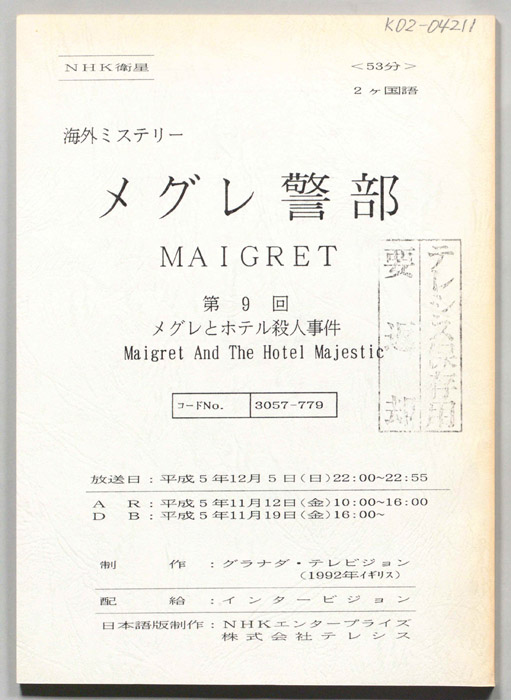 K02-04211
NHK衛星
＜53分＞
2ヶ国語
海外ミステリー
メグレ警部
MAIGRET
第9回
メグレとホテル殺人事件
Maigret And The Hotel Majestic
テレシス保存用
要返却
コードNo.
3057-779
放送日：平成5年12月5日(日)22:00~22:55
AR：平成5年11月12日(金)10:00~16:00
DB：平成5年11月19日(金)16:00~
制作：グラナダ・テレビジョン
(1992年イギリス)
配給：インタービジョン
日本語版制作：NHKエンタープライズ
株式会社テレシス